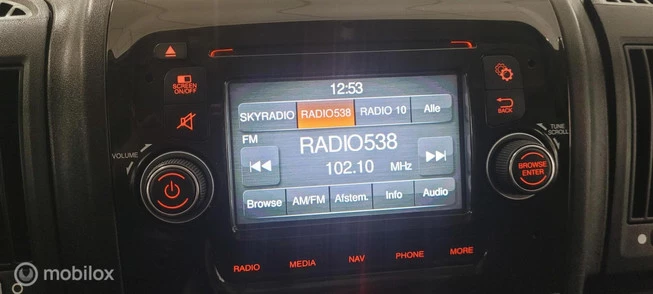 12:53
SCREEN
ON/OFF
SKYRADIO RADIO538 RADIO 10 Alle
BACK
FM
RADIO538
102.10 MHz
VOLUME
TUNE
SCROLL
BROWSE
ENTER
Browse AM/FM Afstem. Info Audio
RADIO MEDIA NAV PHONE MORE
mobilox